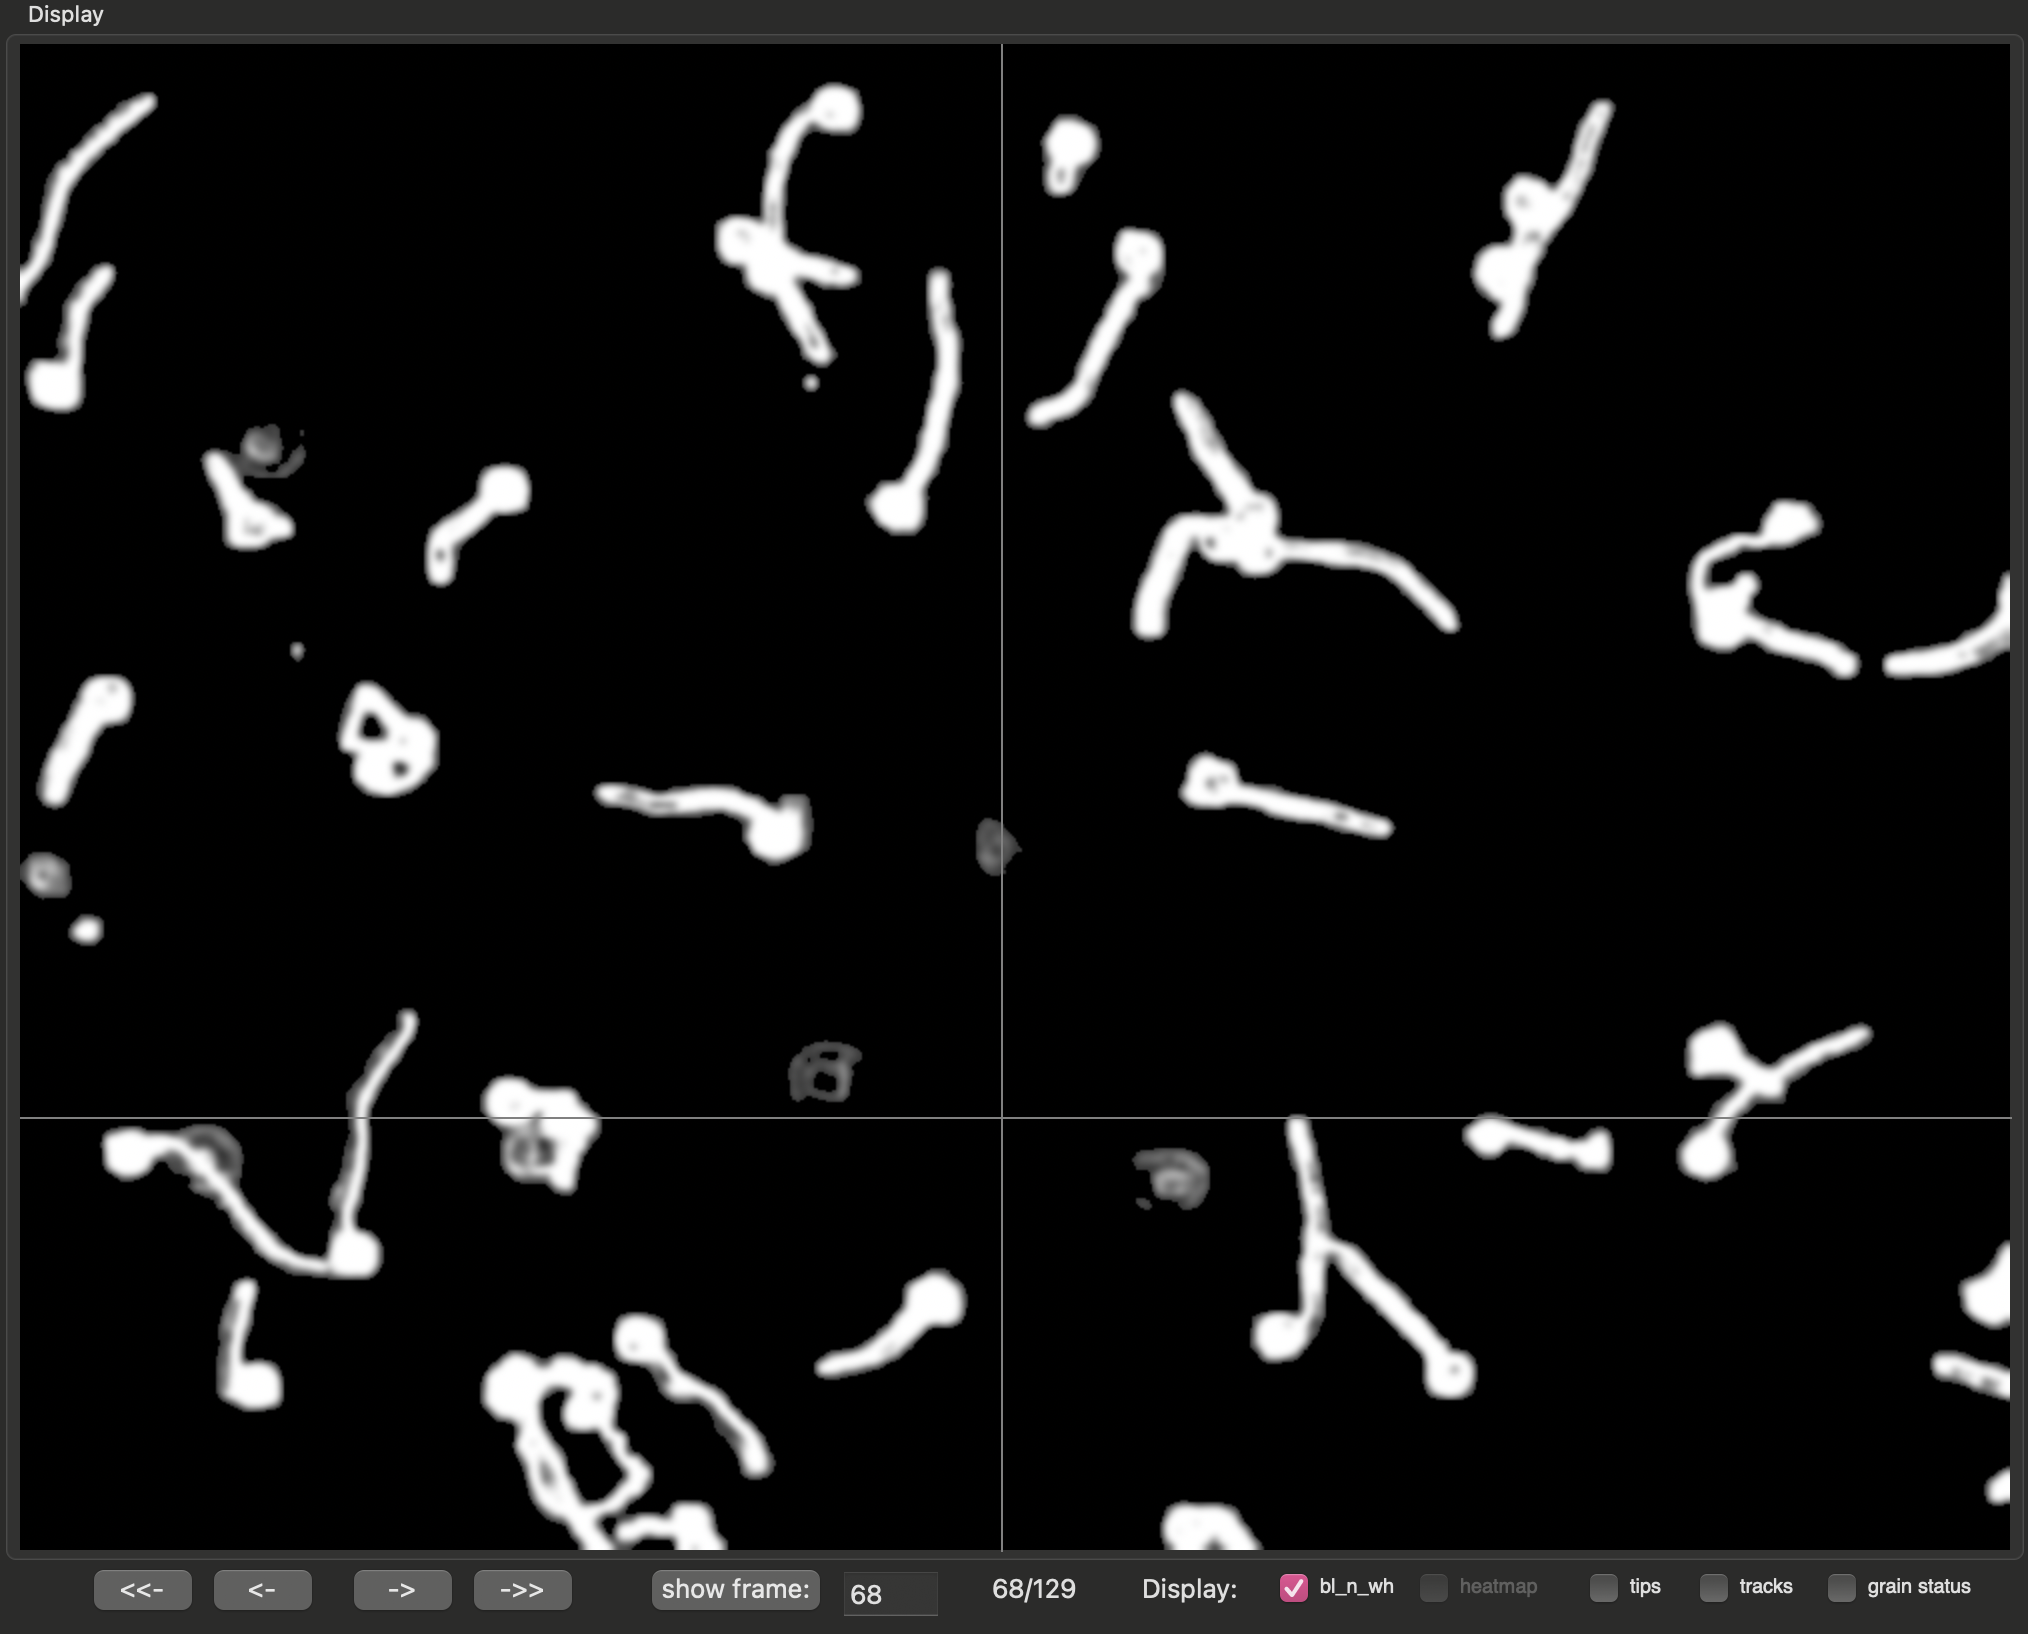 Display
<<- <- -> ->> show frame: 68 68/129 Display: bl_n_wh heatmap tips tracks grain status